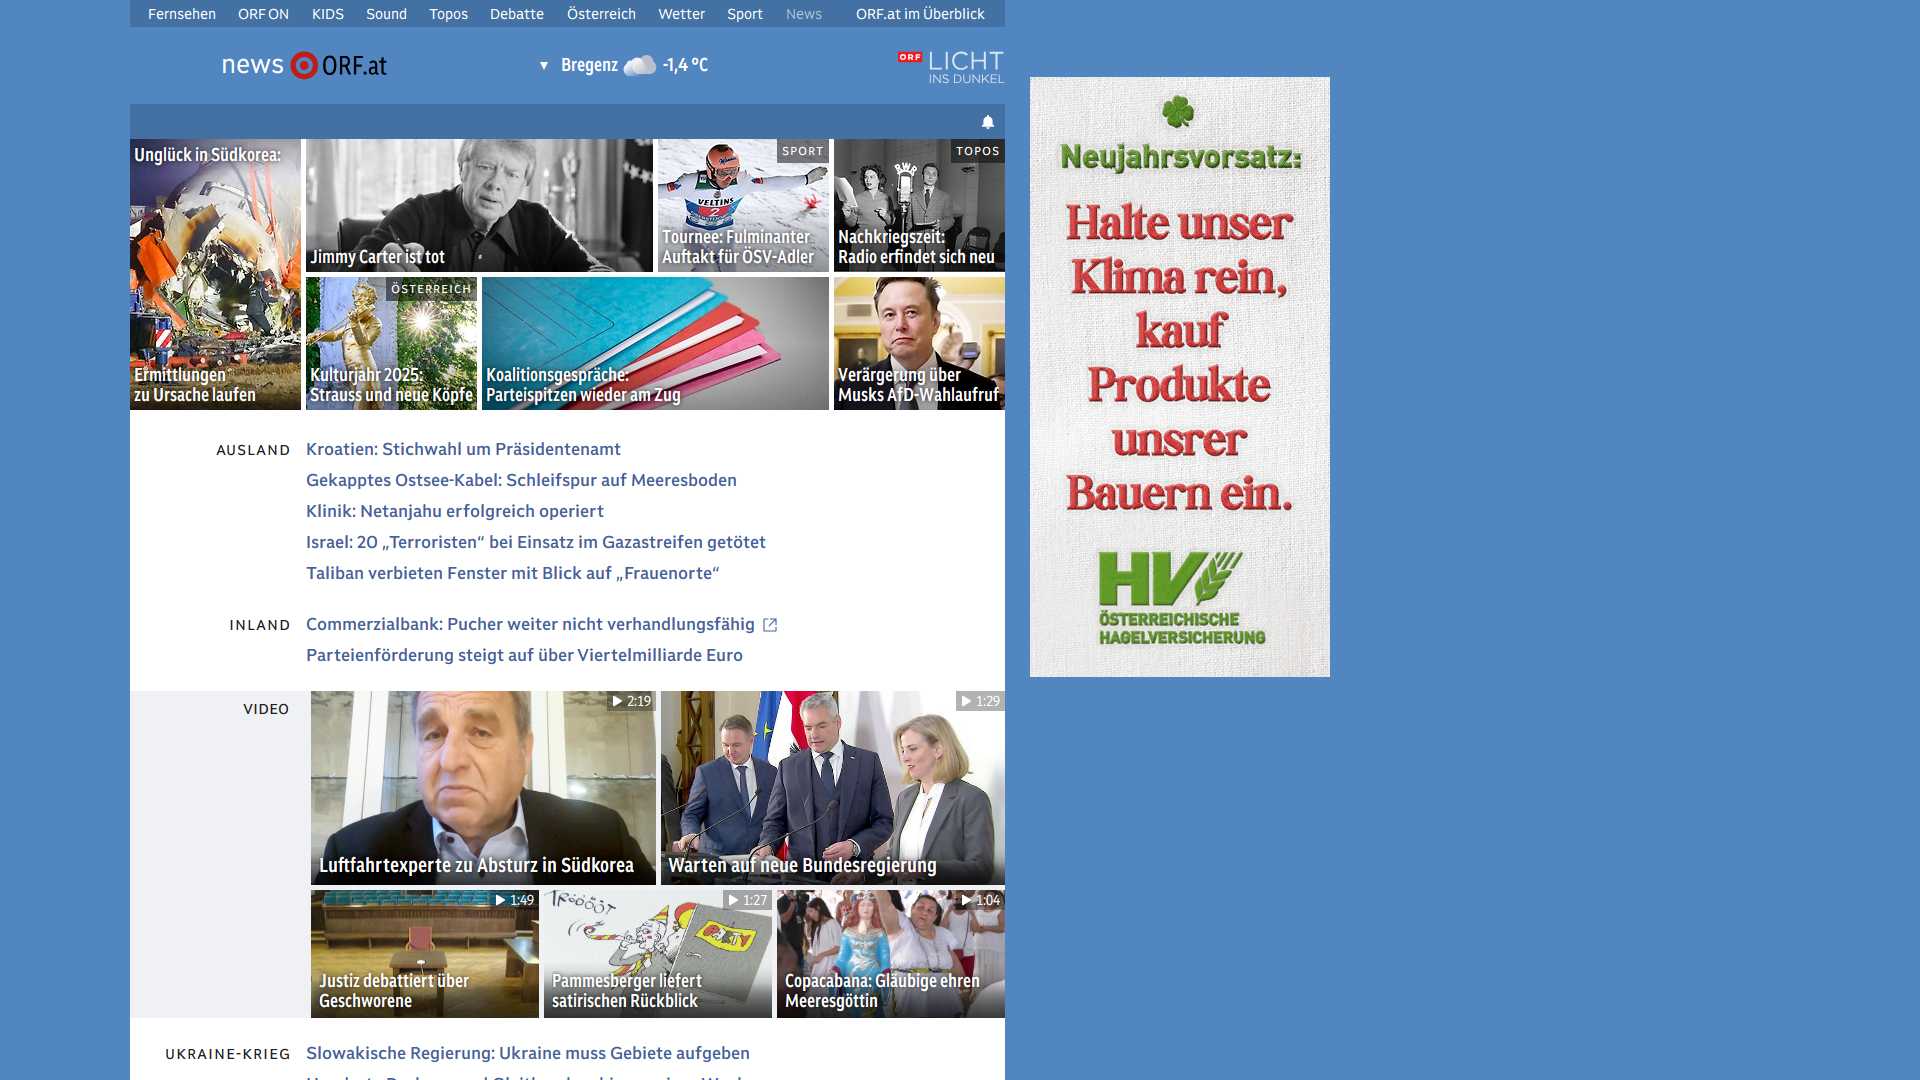 Fernsehen ORF ON KIDS Sound Topos Debatte Österreich Wetter Sport News ORF.at im Überblick
news ORF.at
▼ Bregenz -1,4 °C
ORF LICHT
INS DUNKEL
Unglück in Südkorea:
Ermittlungen
zu Ursache laufen
Jimmy Carter ist tot
SPORT
VELTINS
2
Tournee: Fulminanter
Auftakt für ÖSV-Adler
TOPOS
RWR
Nachkriegszeit:
Radio erfindet sich neu
ÖSTERREICH
Kulturjahr 2025:
Strauss und neue Köpfe
Koalitionsgespräche:
Parteispitzen wieder am Zug
Verärgerung über
Musks AfD-Wahlaufruf
AUSLAND
Kroatien: Stichwahl um Präsidentenamt
Gekapptes Ostsee-Kabel: Schleifspur auf Meeresboden
Klinik: Netanjahu erfolgreich operiert
Israel: 20 „Terroristen“ bei Einsatz im Gazastreifen getötet
Taliban verbieten Fenster mit Blick auf „Frauenorte“
INLAND
Commerzialbank: Pucher weiter nicht verhandlungsfähig
Parteienförderung steigt auf über Viertelmilliarde Euro
VIDEO
2:19
Luftfahrtexperte zu Absturz in Südkorea
1:29
Warten auf neue Bundesregierung
1:49
Justiz debattiert über
Geschworene
TRÖÖÖÖT
PARTY
1:27
Pammesberger liefert
satirischen Rückblick
1:04
Copacabana: Gläubige ehren
Meeresgöttin
UKRAINE-KRIEG
Slowakische Regierung: Ukraine muss Gebiete aufgeben
Neujahrsvorsatz:
Halte unser
Klima rein,
kauf
Produkte
unsrer
Bauern ein.
HV
ÖSTERREICHISCHE
HAGELVERSICHERUNG